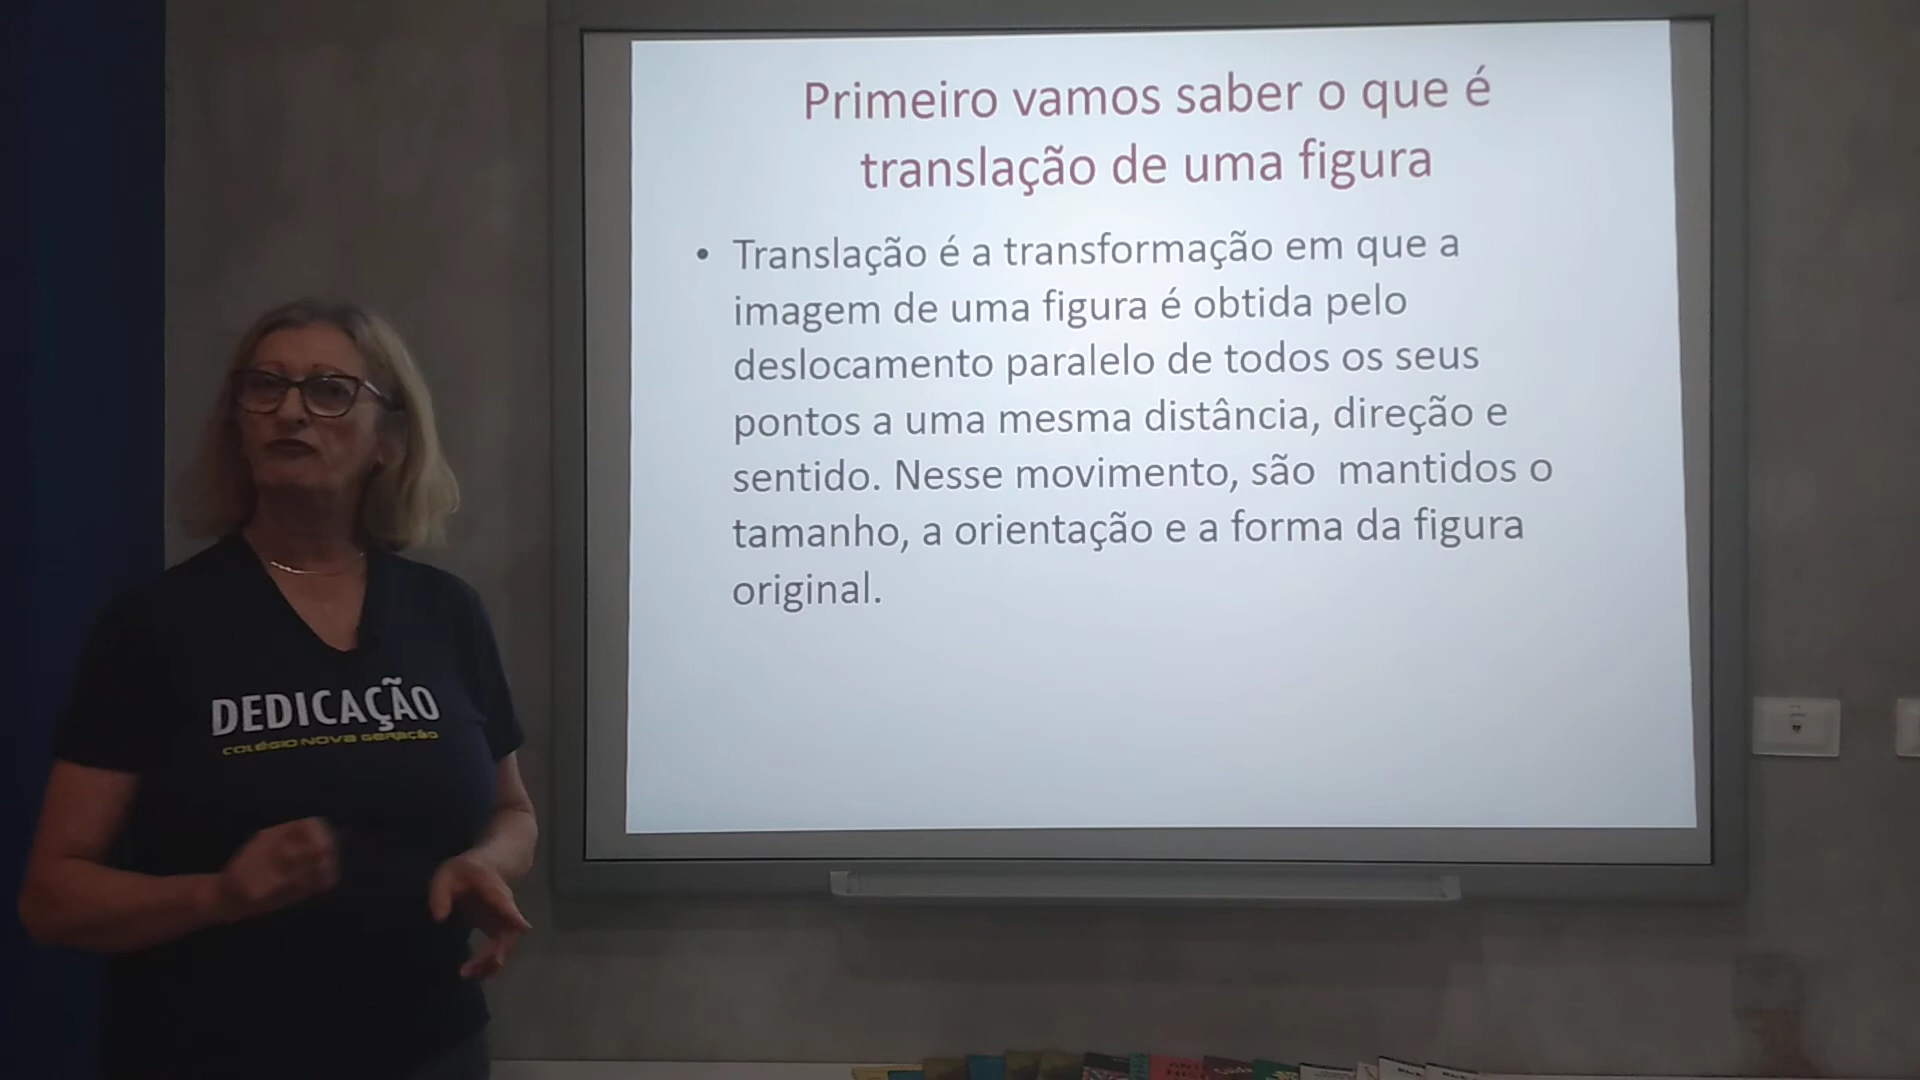 Primeiro vamos saber o que é
translação de uma figura
• Translação é a transformação em que a
imagem de uma figura é obtida pelo
deslocamento paralelo de todos os seus
pontos a uma mesma distância, direção e
sentido. Nesse movimento, são mantidos o
tamanho, a orientação e a forma da figura
original.
DEDICAÇÃO
COLÉGIO NOVA GERAÇÃO